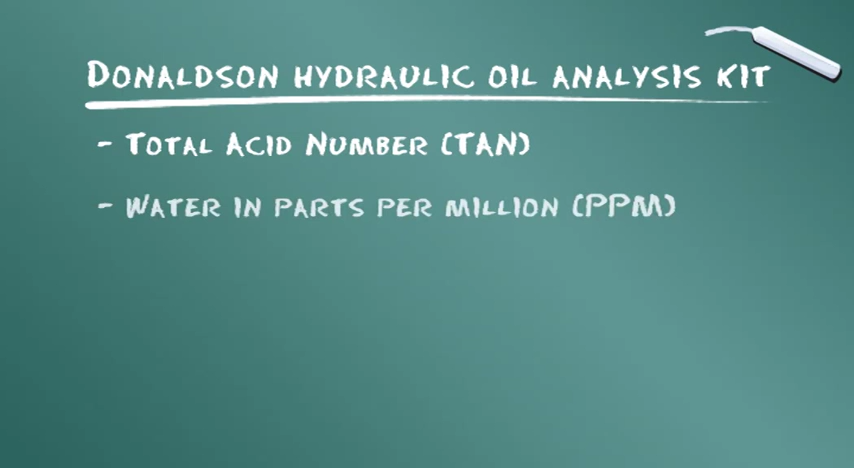 Donaldson hydraulic oil analysis kit
- Total Acid Number (TAN)
- Water in parts per million (PPM)